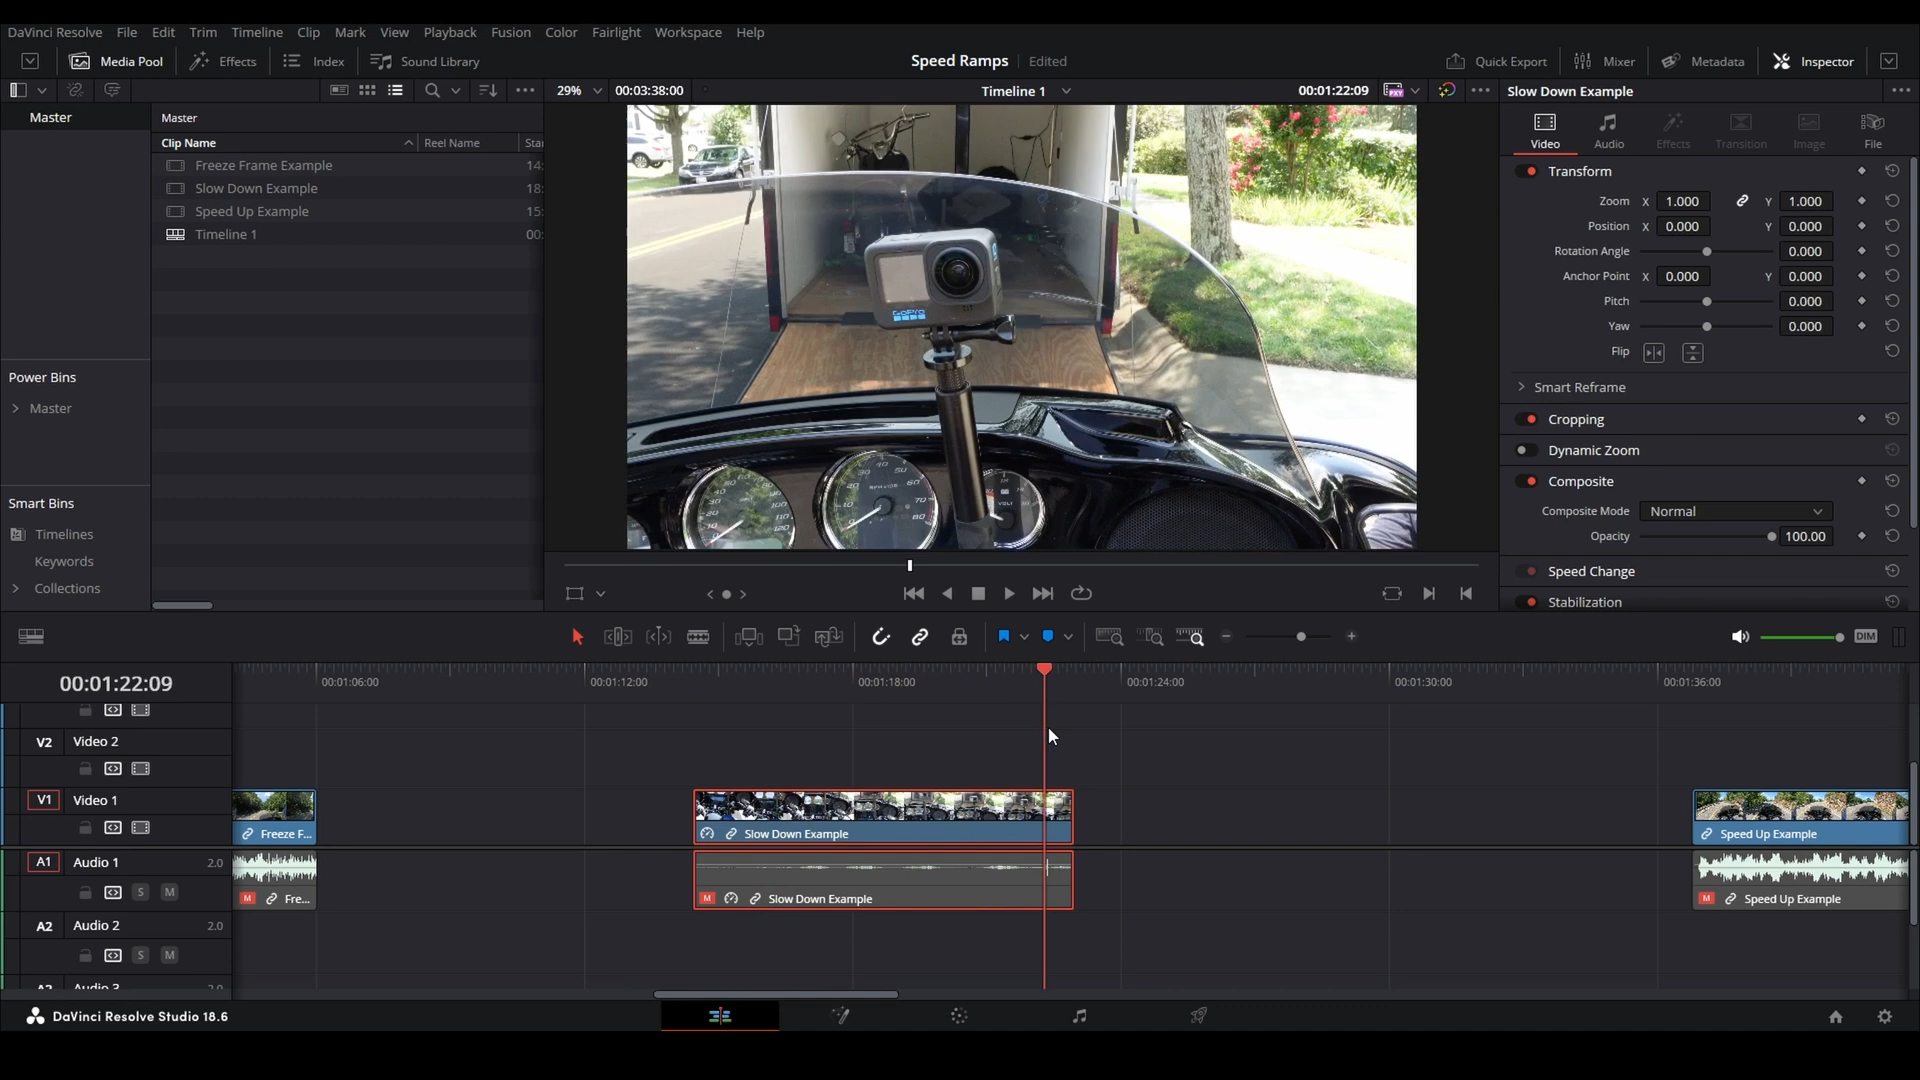 DaVinci Resolve File Edit Trim Timeline Clip Mark View Playback Fusion Color Fairlight Workspace Help
Media Pool Effects Index Sound Library Speed Ramps Edited Quick Export Mixer Metadata Inspector
29% 00:03:38:00 Timeline 1 00:01:22:09 Slow Down Example
Master
Master
Clip Name Reel Name
Freeze Frame Example 14:
Slow Down Example 18:
Speed Up Example 15:
Timeline 1 00:
Power Bins
Master
Smart Bins
Timelines
Keywords
Collections
GoPro
Video Audio Effects Transition Image File
Transform
Zoom X 1.000 Y 1.000
Position X 0.000 Y 0.000
Rotation Angle 0.000
Anchor Point X 0.000 Y 0.000
Pitch 0.000
Yaw 0.000
Flip
Smart Reframe
Cropping
Dynamic Zoom
Composite
Composite Mode Normal
Opacity 100.00
Speed Change
Stabilization
DIM
00:01:22:09 00:01:06:00 00:01:12:00 00:01:18:00 00:01:24:00 00:01:30:00 00:01:36:00
V2 Video 2
V1 Video 1
Freeze F... Slow Down Example Speed Up Example
A1 Audio 1 2.0
S M
M Fre... M Slow Down Example M Speed Up Example
A2 Audio 2 2.0
S M
DaVinci Resolve Studio 18.6